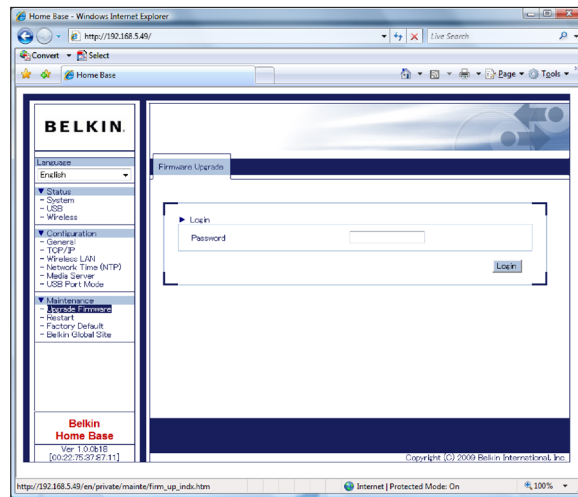 Home Base - Windows Internet Explorer
http://192.168.5.49/
Live Search
Convert
Select
Home Base
Page
Tools
BELKIN.
Language
English
Status
- System
- USB
- Wireless
Configuration
- General
- TCP/IP
- Wireless LAN
- Network Time (NTP)
- Media Server
- USB Port Mode
Maintenance
- Upgrade Firmware
- Restart
- Factory Default
- Belkin Global Site
Belkin
Home Base
Ver 1.0.0b18
[00:22:75:37:87:11]
Firmware Upgrade
Login
Password
Login
Copyright (C) 2009 Belkin International, Inc.
http://192.168.5.49/en/private/mainte/firm_up_indx.htm
Internet | Protected Mode: On
100%